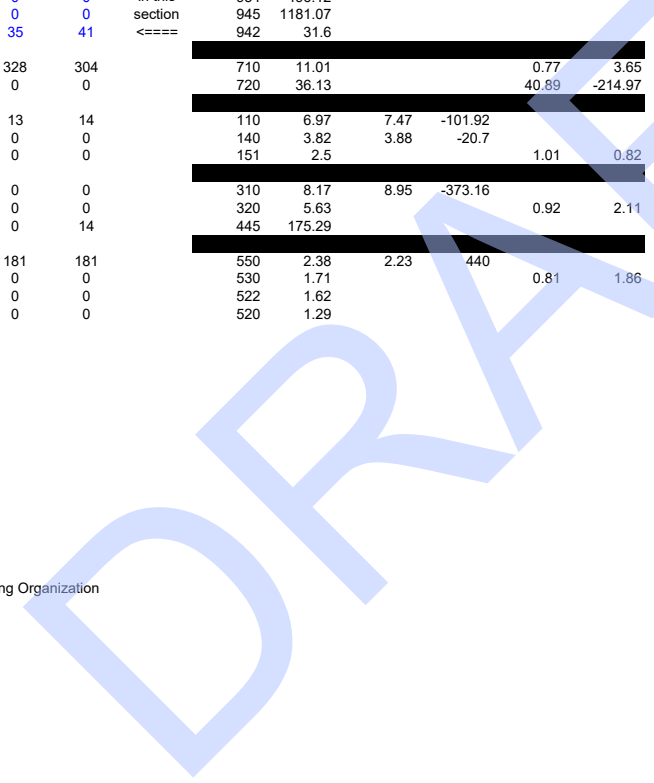 0 0 section 945 1181.07
35 41 <==== 942 31.6
328 304 710 11.01 0.77 3.65
0 0 720 36.13 40.89 -214.97
13 14 110 6.97 7.47 -101.92
0 0 140 3.82 3.88 -20.7
0 0 151 2.5 1.01 0.82
0 0 310 8.17 8.95 -373.16
0 0 320 5.63 0.92 2.11
0 14 445 175.29
181 181 550 2.38 2.23 440
0 0 530 1.71 0.81 1.86
0 0 522 1.62
0 0 520 1.29
ng Organization